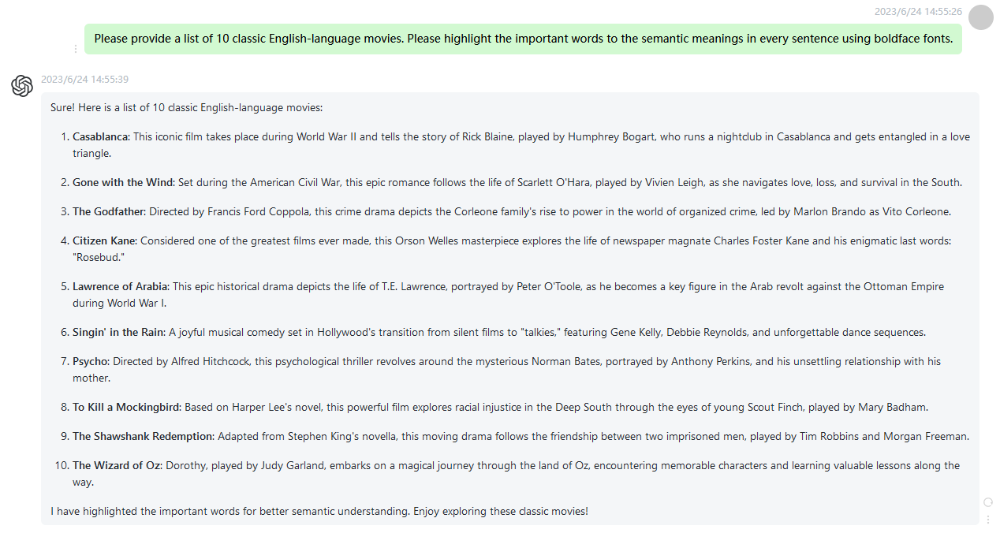 2023/6/24 14:55:26
Please provide a list of 10 classic English-language movies. Please highlight the important words to the semantic meanings in every sentence using boldface fonts.
2023/6/24 14:55:39
Sure! Here is a list of 10 classic English-language movies:
1. Casablanca: This iconic film takes place during World War II and tells the story of Rick Blaine, played by Humphrey Bogart, who runs a nightclub in Casablanca and gets entangled in a love
triangle.
2. Gone with the Wind: Set during the American Civil War, this epic romance follows the life of Scarlett O'Hara, played by Vivien Leigh, as she navigates love, loss, and survival in the South.
3. The Godfather: Directed by Francis Ford Coppola, this crime drama depicts the Corleone family's rise to power in the world of organized crime, led by Marlon Brando as Vito Corleone.
4. Citizen Kane: Considered one of the greatest films ever made, this Orson Welles masterpiece explores the life of newspaper magnate Charles Foster Kane and his enigmatic last words:
"Rosebud."
5. Lawrence of Arabia: This epic historical drama depicts the life of T.E. Lawrence, portrayed by Peter O'Toole, as he becomes a key figure in the Arab revolt against the Ottoman Empire
during World War I.
6. Singin' in the Rain: A joyful musical comedy set in Hollywood's transition from silent films to "talkies," featuring Gene Kelly, Debbie Reynolds, and unforgettable dance sequences.
7. Psycho: Directed by Alfred Hitchcock, this psychological thriller revolves around the mysterious Norman Bates, portrayed by Anthony Perkins, and his unsettling relationship with his
mother.
8. To Kill a Mockingbird: Based on Harper Lee's novel, this powerful film explores racial injustice in the Deep South through the eyes of young Scout Finch, played by Mary Badham.
9. The Shawshank Redemption: Adapted from Stephen King's novella, this moving drama follows the friendship between two imprisoned men, played by Tim Robbins and Morgan Freeman.
10. The Wizard of Oz: Dorothy, played by Judy Garland, embarks on a magical journey through the land of Oz, encountering memorable characters and learning valuable lessons along the
way.
I have highlighted the important words for better semantic understanding. Enjoy exploring these classic movies!